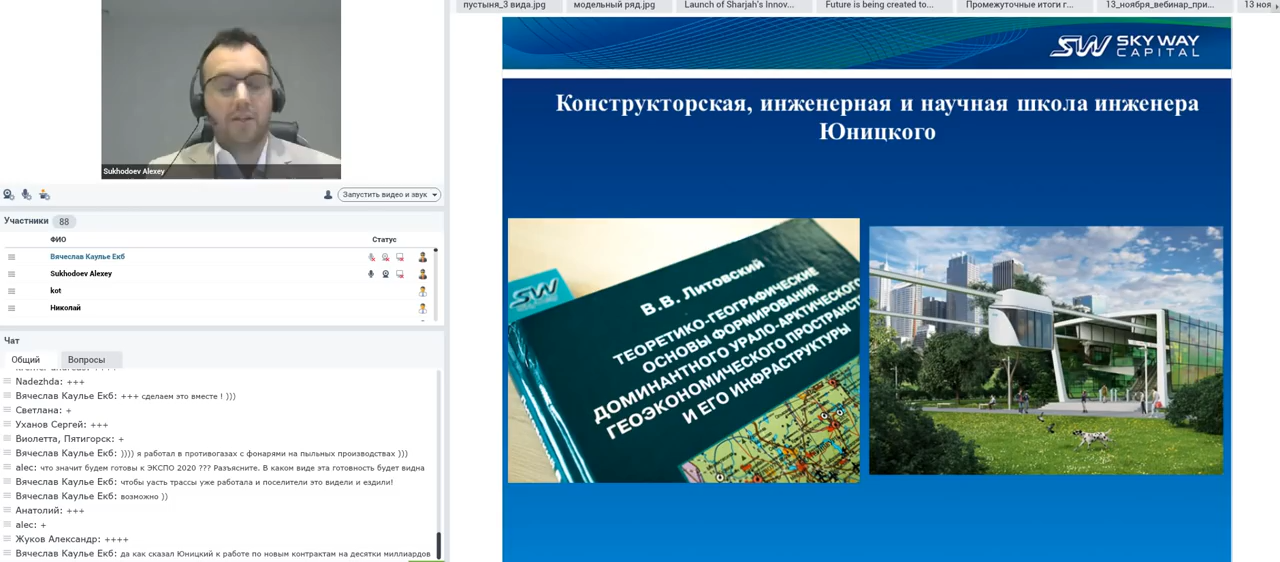 пустыня_3 вида.jpg
модельный ряд.jpg
Launch of Sharjah's Innov...
Future is being created to...
Промежуточные итоги г...
13_ноября_вебинар_при...
13 ноя
Sukhodoev Alexey
Запустить видео и звук
Участники 88
ФИО Статус
Вячеслав Каулье Екб
Sukhodoev Alexey
kot
Николай
Чат
Общий Вопросы
Nadezhda: +++
Вячеслав Каулье Екб: +++ сделаем это вместе ! )))
Светлана: +
Уханов Сергей: +++
Виолетта, Пятигорск: +
Вячеслав Каулье Екб: )))) я работал в противогазах с фонарями на пыльных производствах )))
alec: что значит будем готовы к ЭКСПО 2020 ??? Разъясните. В каком виде эта готовность будет видна
Вячеслав Каулье Екб: чтобы уасть трассы уже работала и поселители это видели и ездили!
Вячеслав Каулье Екб: возможно ))
Анатолий: +++
alec: +
Жуков Александр: ++++
Вячеслав Каулье Екб: да как сказал Юницкий к работе по новым контрактам на десятки миллиардов
SW SKY WAY
CAPITAL
Конструкторская, инженерная и научная школа инженера
Юницкого
SW
В.В. Литовский
ТЕОРЕТИКО-ГЕОГРАФИЧЕСКИЕ
ОСНОВЫ ФОРМИРОВАНИЯ
ДОМИНАНТНОГО УРАЛО-АРКТИЧЕСКОГО
ГЕОЭКОНОМИЧЕСКОГО ПРОСТРАНСТ
И ЕГО ИНФРАСТРУКТУРЫ